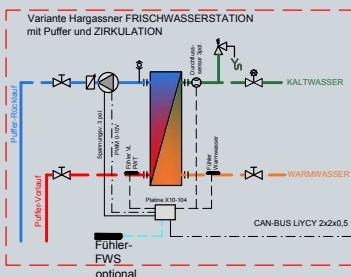 Variante Hargassner FRISCHWASSERSTATION
mit Puffer und ZIRKULATION
Durchfluss-
sensor 3pol.
KALTWASSER
Puffer-Rücklauf
Spannungsv. 3 pol.
PWM/ 0-10V
Fühler VL
PWT
Fühler
Warmwasser
WARMWASSER
Puffer-Vorlauf
Platine X10-104
CAN-BUS LiYCY 2x2x0,5
Fühler-
FWS
optional